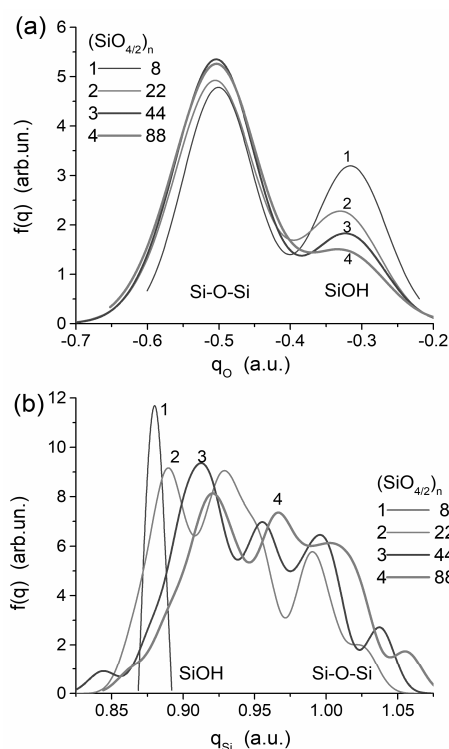 (a)
(SiO4/2)n
1 8
2 22
3 44
4 88
f(q) (arb.un.)
6
5
4
3
2
1
0
1
2
3
4
Si-O-Si
SiOH
-0.7 -0.6 -0.5 -0.4 -0.3 -0.2
qO (a.u.)
(b)
f(q) (arb.un.)
12
10
8
6
4
2
0
1
2
3
4
(SiO4/2)n
1 8
2 22
3 44
4 88
SiOH
Si-O-Si
0.85 0.90 0.95 1.00 1.05
qSi (a.u.)